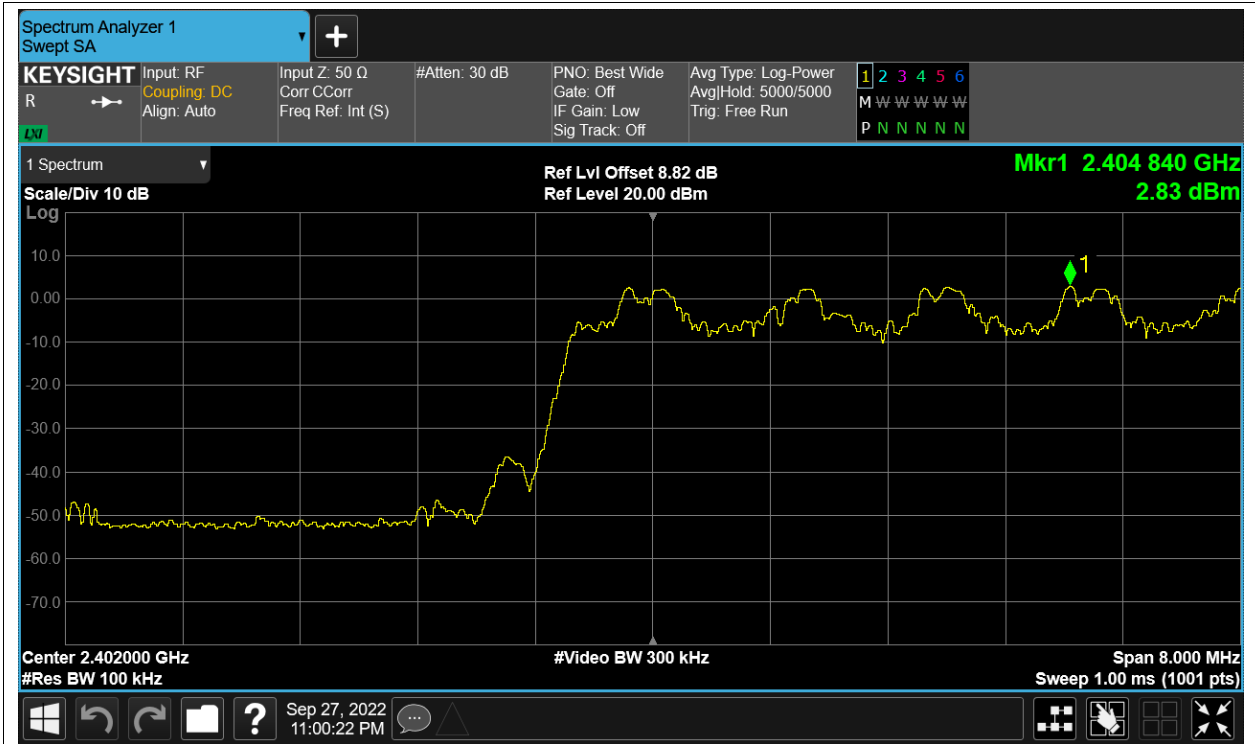 Spectrum Analyzer 1
Swept SA
KEYSIGHT
R
LXI
Input: RF
Coupling: DC
Align: Auto
Input Z: 50 Ω
Corr CCorr
Freq Ref: Int (S)
#Atten: 30 dB
PNO: Best Wide
Gate: Off
IF Gain: Low
Sig Track: Off
Avg Type: Log-Power
Avg|Hold: 5000/5000
Trig: Free Run
1 2 3 4 5 6
M W W W W W
P N N N N N
1 Spectrum
Scale/Div 10 dB
Log
Ref Lvl Offset 8.82 dB
Ref Level 20.00 dBm
Mkr1 2.404 840 GHz
2.83 dBm
1
10.0
0.00
-10.0
-20.0
-30.0
-40.0
-50.0
-60.0
-70.0
Center 2.402000 GHz
#Video BW 300 kHz
Span 8.000 MHz
#Res BW 100 kHz
Sweep 1.00 ms (1001 pts)
?
Sep 27, 2022
11:00:22 PM